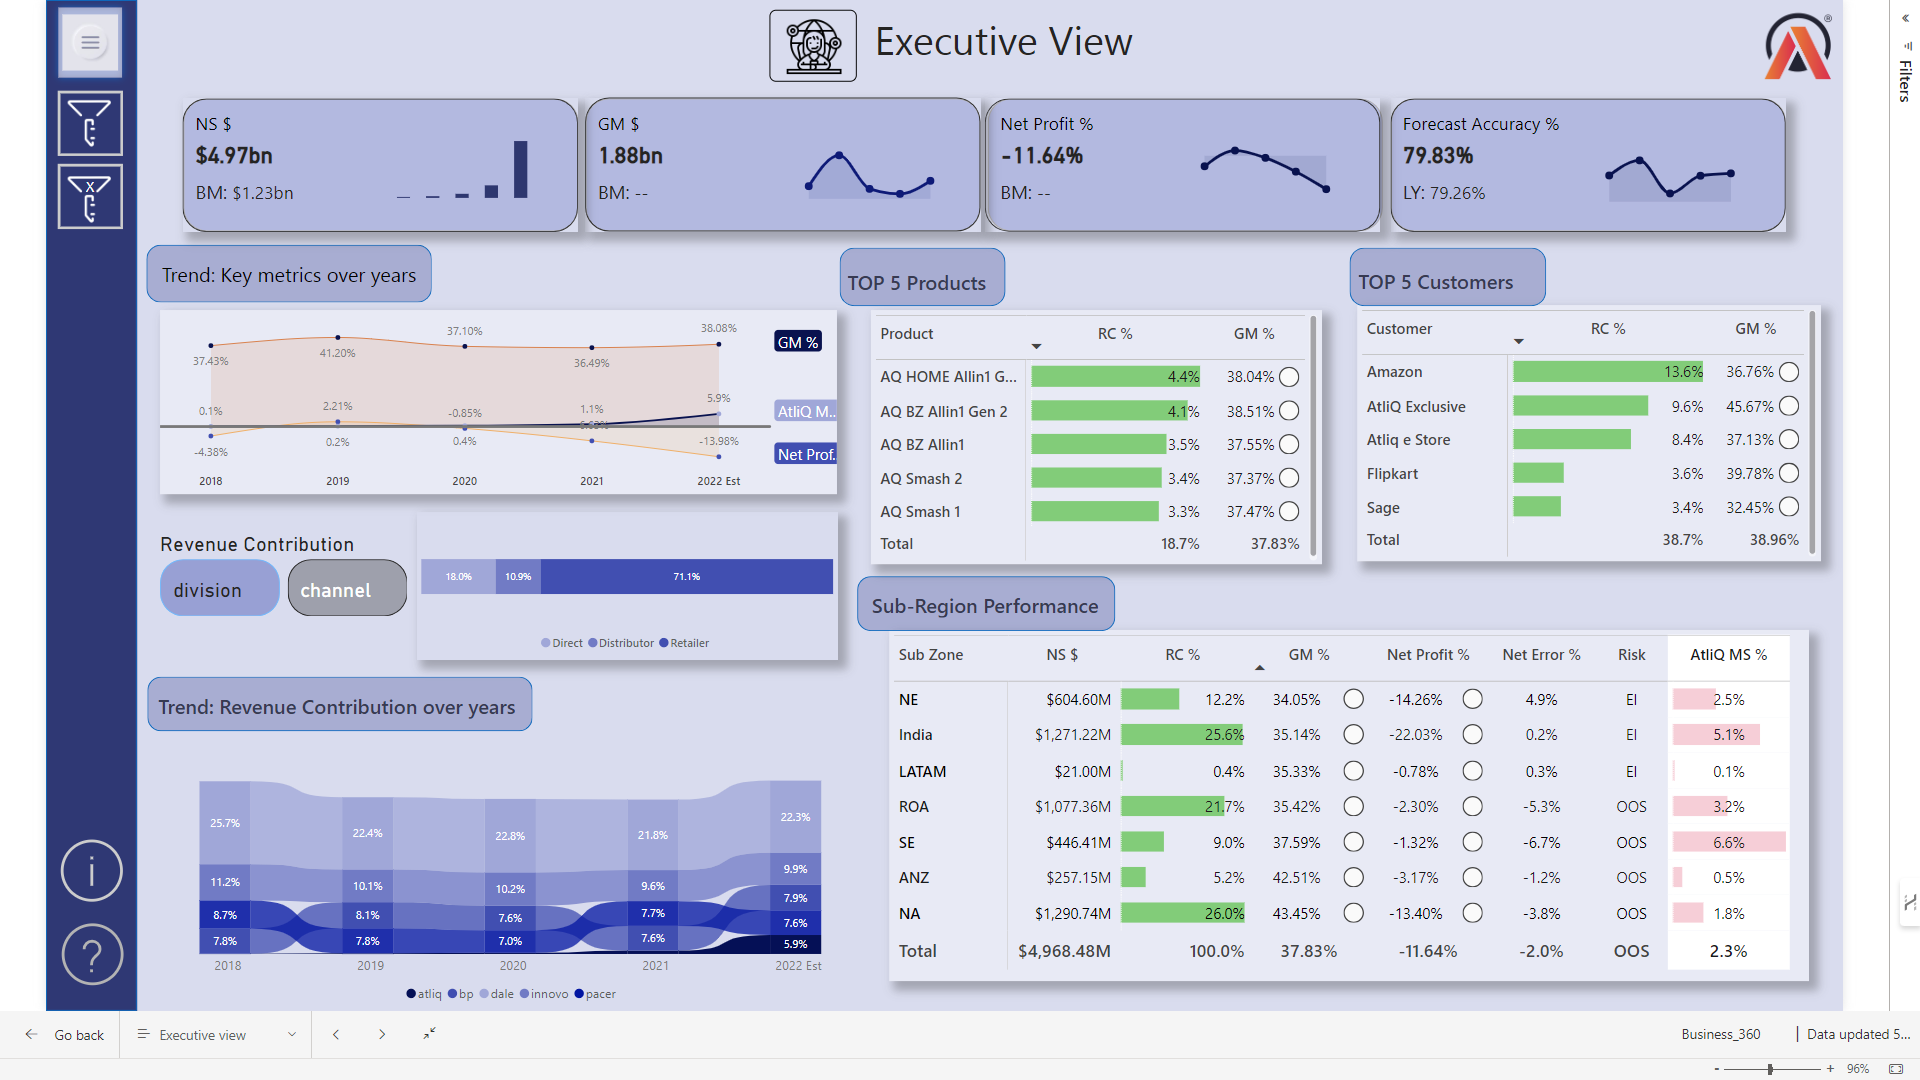 Executive View
®
Filters
NS $
$4.97bn
BM: $1.23bn
GM $
1.88bn
BM: --
Net Profit %
-11.64%
BM: --
Forecast Accuracy %
79.83%
LY: 79.26%
Trend: Key metrics over years
37.43%
41.20%
37.10%
36.49%
38.08%
GM %
0.1%
2.21%
-0.85%
1.1%
5.9%
AtliQ M..
-4.38%
0.2%
0.4%
-13.98%
Net Prof.
2018
2019
2020
2021
2022 Est
TOP 5 Products
Product RC % GM %
AQ HOME Allin1 G... 4.4% 38.04%
AQ BZ Allin1 Gen 2 4.1% 38.51%
AQ BZ Allin1 3.5% 37.55%
AQ Smash 2 3.4% 37.37%
AQ Smash 1 3.3% 37.47%
Total 18.7% 37.83%
TOP 5 Customers
Customer RC % GM %
Amazon 13.6% 36.76%
AtliQ Exclusive 9.6% 45.67%
Atliq e Store 8.4% 37.13%
Flipkart 3.6% 39.78%
Sage 3.4% 32.45%
Total 38.7% 38.96%
Revenue Contribution
division
channel
18.0% 10.9% 71.1%
Direct Distributor Retailer
Trend: Revenue Contribution over years
25.7% 22.4% 22.8% 21.8% 22.3%
11.2% 10.1% 10.2% 9.6% 9.9%
8.7% 8.1% 7.6% 7.7% 7.9%
7.6%
7.8% 7.8% 7.0% 7.6% 5.9%
2018 2019 2020 2021 2022 Est
atliq bp dale innovo pacer
Sub-Region Performance
Sub Zone NS $ RC % GM % Net Profit % Net Error % Risk AtliQ MS %
NE $604.60M 12.2% 34.05% -14.26% 4.9% EI 2.5%
India $1,271.22M 25.6% 35.14% -22.03% 0.2% EI 5.1%
LATAM $21.00M 0.4% 35.33% -0.78% 0.3% EI 0.1%
ROA $1,077.36M 21.7% 35.42% -2.30% -5.3% OOS 3.2%
SE $446.41M 9.0% 37.59% -1.32% -6.7% OOS 6.6%
ANZ $257.15M 5.2% 42.51% -3.17% -1.2% OOS 0.5%
NA $1,290.74M 26.0% 43.45% -13.40% -3.8% OOS 1.8%
Total $4,968.48M 100.0% 37.83% -11.64% -2.0% OOS 2.3%
Go back
Executive view
Business_360 | Data updated 5...
- + 96%